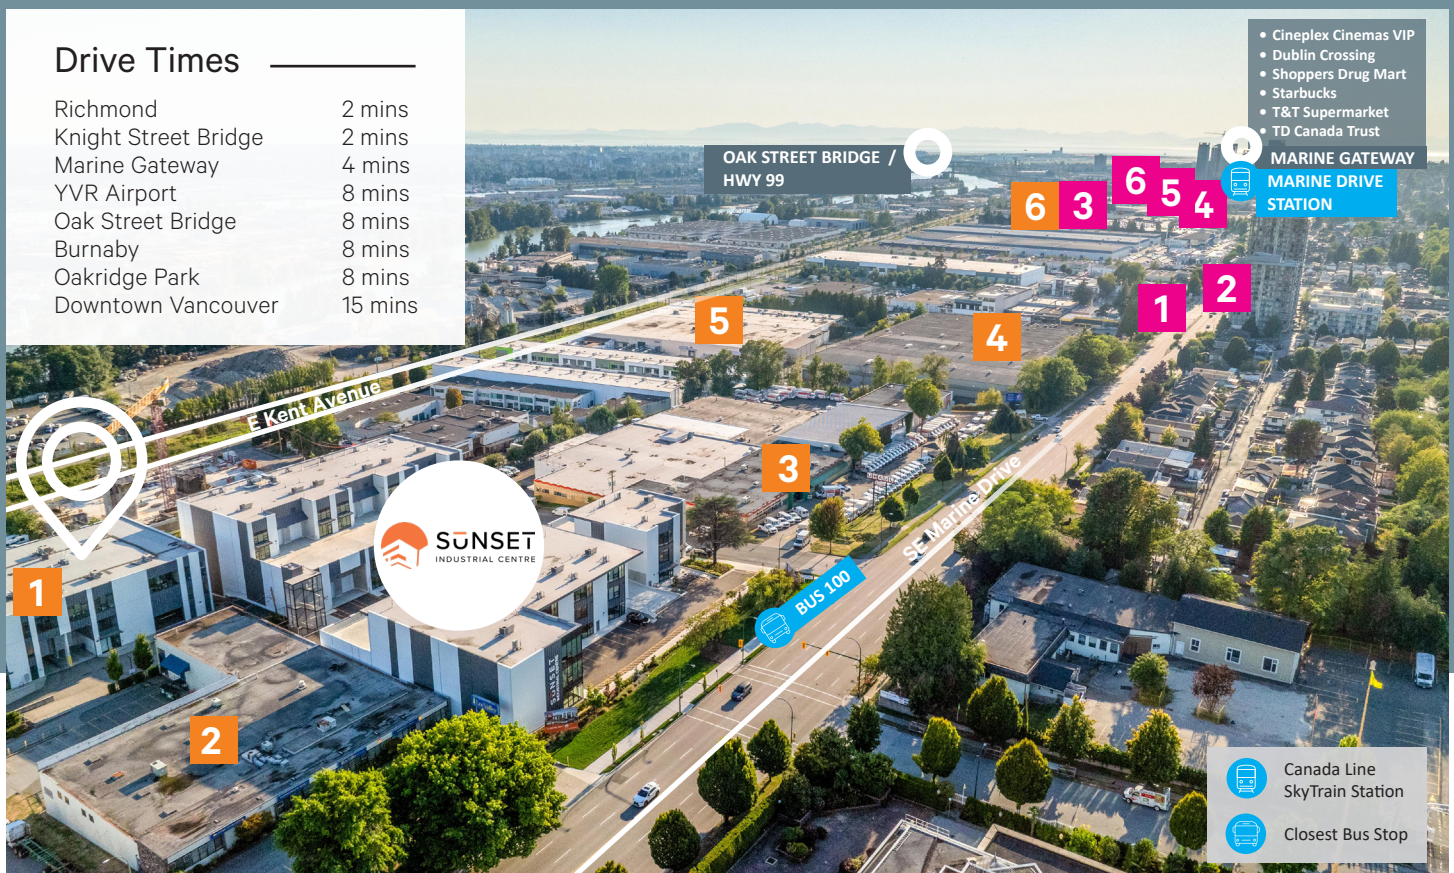 Drive Times
Richmond 2 mins
Knight Street Bridge 2 mins
Marine Gateway 4 mins
YVR Airport 8 mins
Oak Street Bridge 8 mins
Burnaby 8 mins
Oakridge Park 8 mins
Downtown Vancouver 15 mins
• Cineplex Cinemas VIP
• Dublin Crossing
• Shoppers Drug Mart
• Starbucks
• T&T Supermarket
• TD Canada Trust
MARINE GATEWAY
MARINE DRIVE
STATION
OAK STREET BRIDGE /
HWY 99
6 3 6 5 4
1 2
5
4
E Kent Avenue
3
SE Marine Drive
SUNSET
INDUSTRIAL CENTRE
1
BUS 100
SUNSET
2
Canada Line
SkyTrain Station
Closest Bus Stop